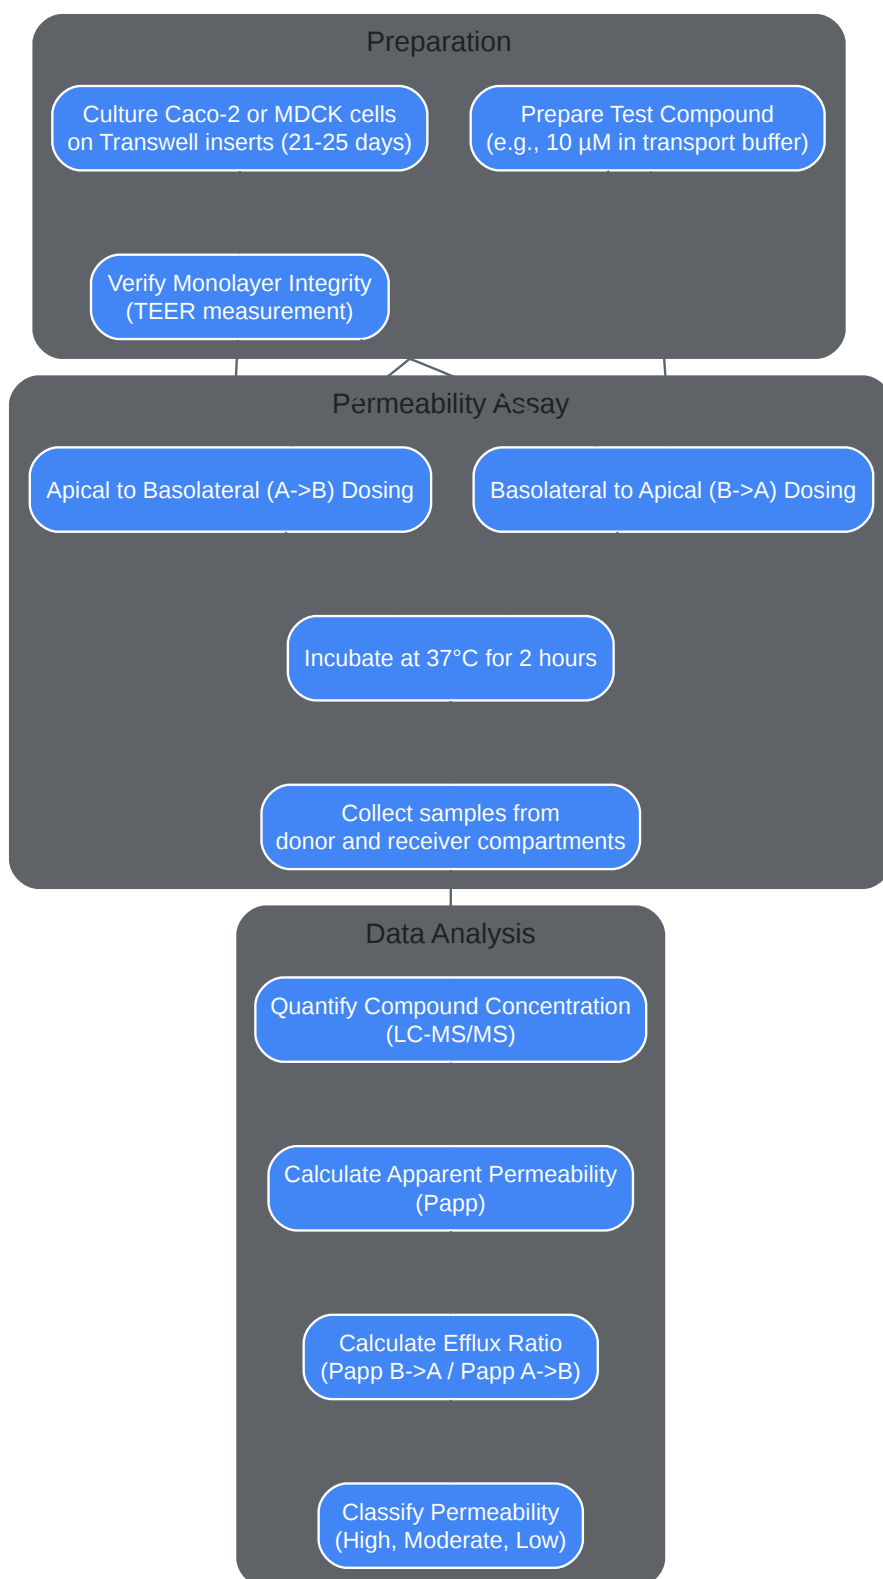 Preparation
Culture Caco-2 or MDCK cells
on Transwell inserts (21-25 days)
Prepare Test Compound
(e.g., 10 µM in transport buffer)
Verify Monolayer Integrity
(TEER measurement)
Permeability Assay
Apical to Basolateral (A->B) Dosing
Basolateral to Apical (B->A) Dosing
Incubate at 37°C for 2 hours
Collect samples from
donor and receiver compartments
Data Analysis
Quantify Compound Concentration
(LC-MS/MS)
Calculate Apparent Permeability
(Papp)
Calculate Efflux Ratio
(Papp B->A / Papp A->B)
Classify Permeability
(High, Moderate, Low)